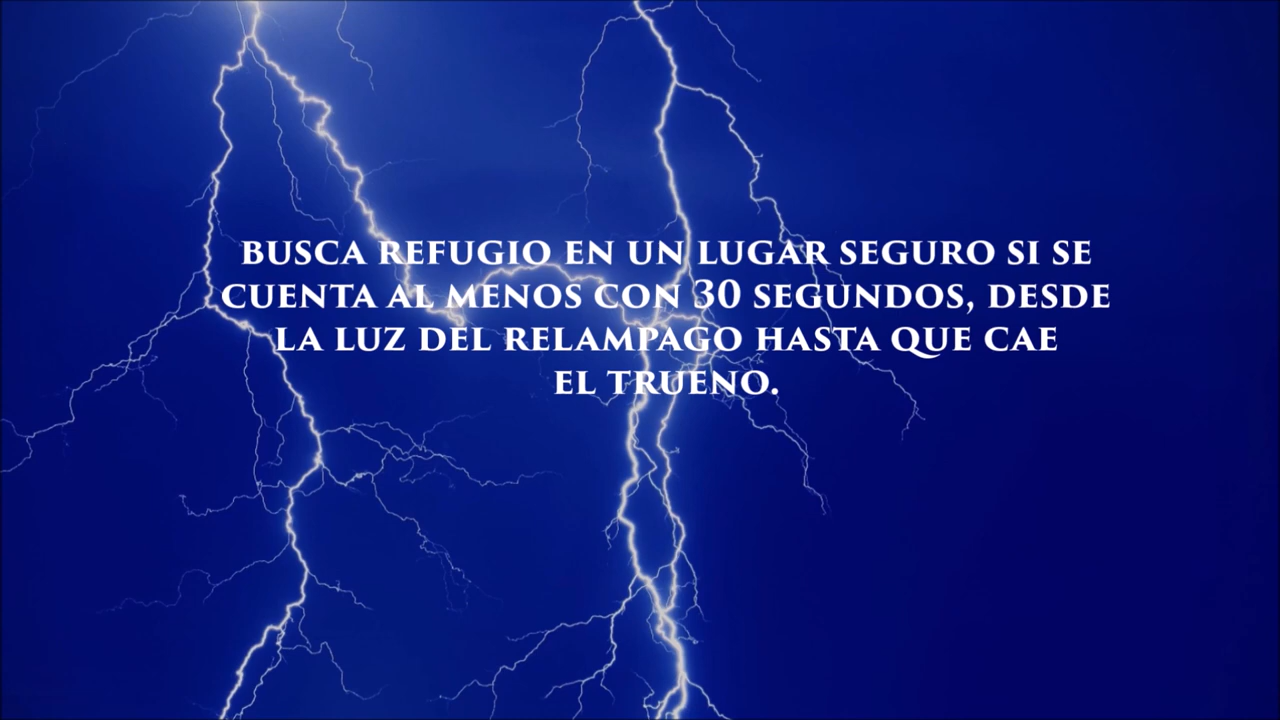 BUSCA REFUGIO EN UN LUGAR SEGURO SI SE
CUENTA AL MENOS CON 30 SEGUNDOS, DESDE
LA LUZ DEL RELAMPAGO HASTA QUE CAE
EL TRUENO.